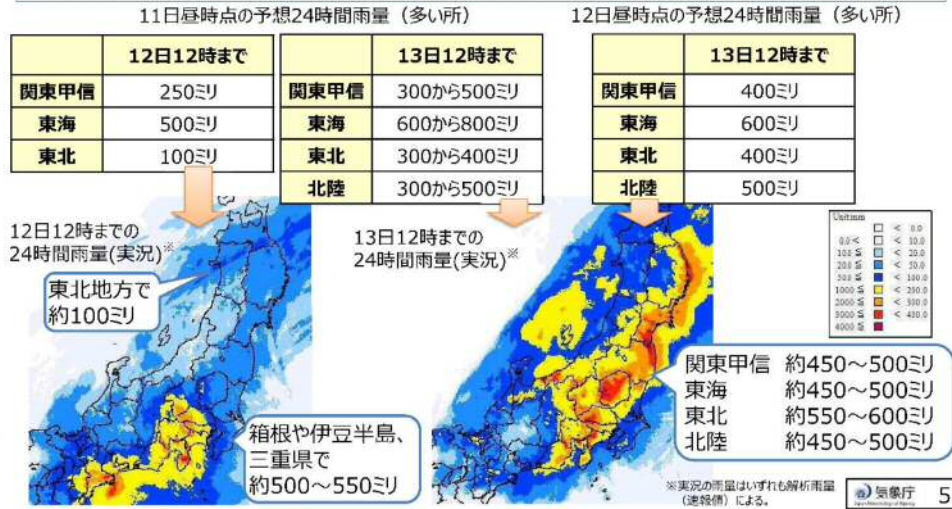 11日昼時点の予想24時間雨量（多い所）
12日12時まで
関東甲信 250ミリ
東海 500ミリ
東北 100ミリ
13日12時まで
関東甲信 300から500ミリ
東海 600から800ミリ
東北 300から400ミリ
北陸 300から500ミリ
12日昼時点の予想24時間雨量（多い所）
13日12時まで
関東甲信 400ミリ
東海 600ミリ
東北 400ミリ
北陸 500ミリ
12日12時までの
24時間雨量(実況)※
東北地方で
約100ミリ
箱根や伊豆半島、
三重県で
約500～550ミリ
13日12時までの
24時間雨量(実況)※
関東甲信 約450～500ミリ
東海 約450～500ミリ
東北 約550～600ミリ
北陸 約450～500ミリ
※実況の雨量はいずれも解析雨量
（速報値）による。
気象庁
5